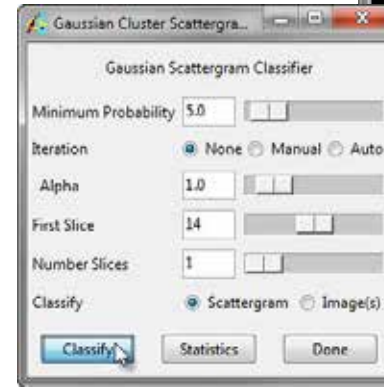 Gaussian Cluster Scattergra...
Gaussian Scattergram Classifier
Minimum Probability 5.0
Iteration None Manual Auto
Alpha 1.0
First Slice 14
Number Slices 1
Classify Scattergram Image(s)
Classify Statistics Done